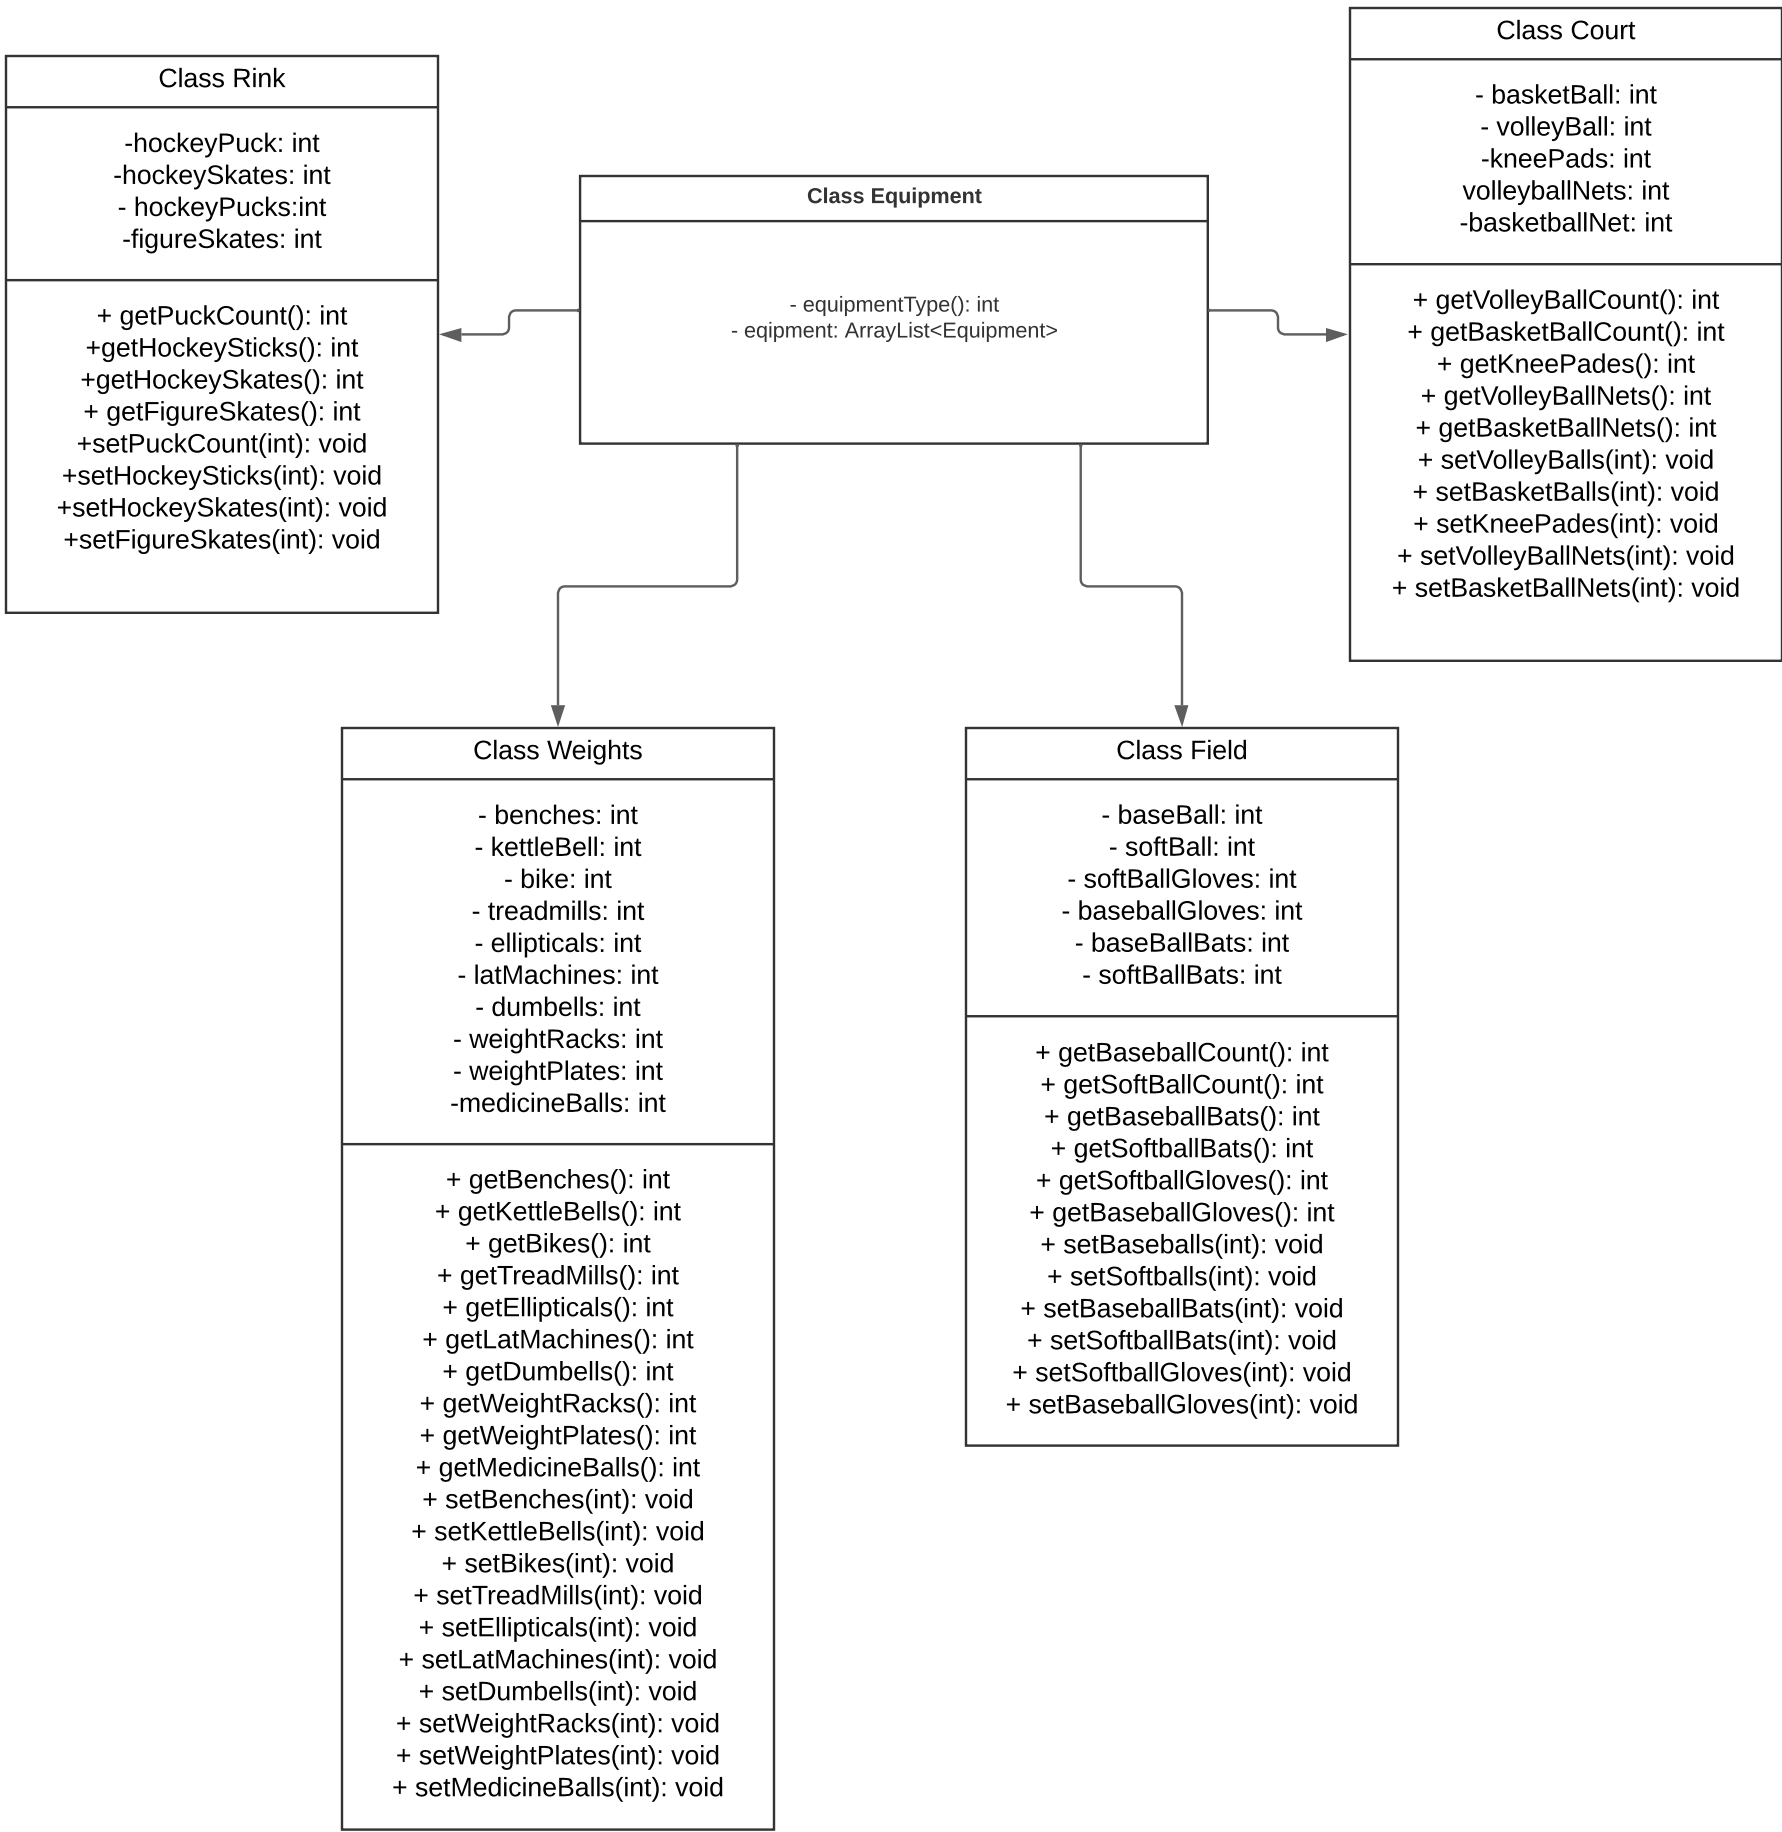 Class Rink
-hockeyPuck: int
-hockeySkates: int
- hockeyPucks:int
-figureSkates: int
+ getPuckCount(): int
+getHockeySticks(): int
+getHockeySkates(): int
+ getFigureSkates(): int
+setPuckCount(int): void
+setHockeySticks(int): void
+setHockeySkates(int): void
+setFigureSkates(int): void
Class Equipment
- equipmentType(): int
- eqipment: ArrayList<Equipment>
Class Court
- basketBall: int
- volleyBall: int
-kneePads: int
volleyballNets: int
-basketballNet: int
+ getVolleyBallCount(): int
+ getBasketBallCount(): int
+ getKneePades(): int
+ getVolleyBallNets(): int
+ getBasketBallNets(): int
+ setVolleyBalls(int): void
+ setBasketBalls(int): void
+ setKneePades(int): void
+ setVolleyBallNets(int): void
+ setBasketBallNets(int): void
Class Weights
- benches: int
- kettleBell: int
- bike: int
- treadmills: int
- ellipticals: int
- latMachines: int
- dumbells: int
- weightRacks: int
- weightPlates: int
-medicineBalls: int
+ getBenches(): int
+ getKettleBells(): int
+ getBikes(): int
+ getTreadMills(): int
+ getEllipticals(): int
+ getLatMachines(): int
+ getDumbells(): int
+ getWeightRacks(): int
+ getWeightPlates(): int
+ getMedicineBalls(): int
+ setBenches(int): void
+ setKettleBells(int): void
+ setBikes(int): void
+ setTreadMills(int): void
+ setEllipticals(int): void
+ setLatMachines(int): void
+ setDumbells(int): void
+ setWeightRacks(int): void
+ setWeightPlates(int): void
+ setMedicineBalls(int): void
Class Field
- baseBall: int
- softBall: int
- softBallGloves: int
- baseballGloves: int
- baseBallBats: int
- softBallBats: int
+ getBaseballCount(): int
+ getSoftBallCount(): int
+ getBaseballBats(): int
+ getSoftballBats(): int
+ getSoftballGloves(): int
+ getBaseballGloves(): int
+ setBaseballs(int): void
+ setSoftballs(int): void
+ setBaseballBats(int): void
+ setSoftballBats(int): void
+ setSoftballGloves(int): void
+ setBaseballGloves(int): void